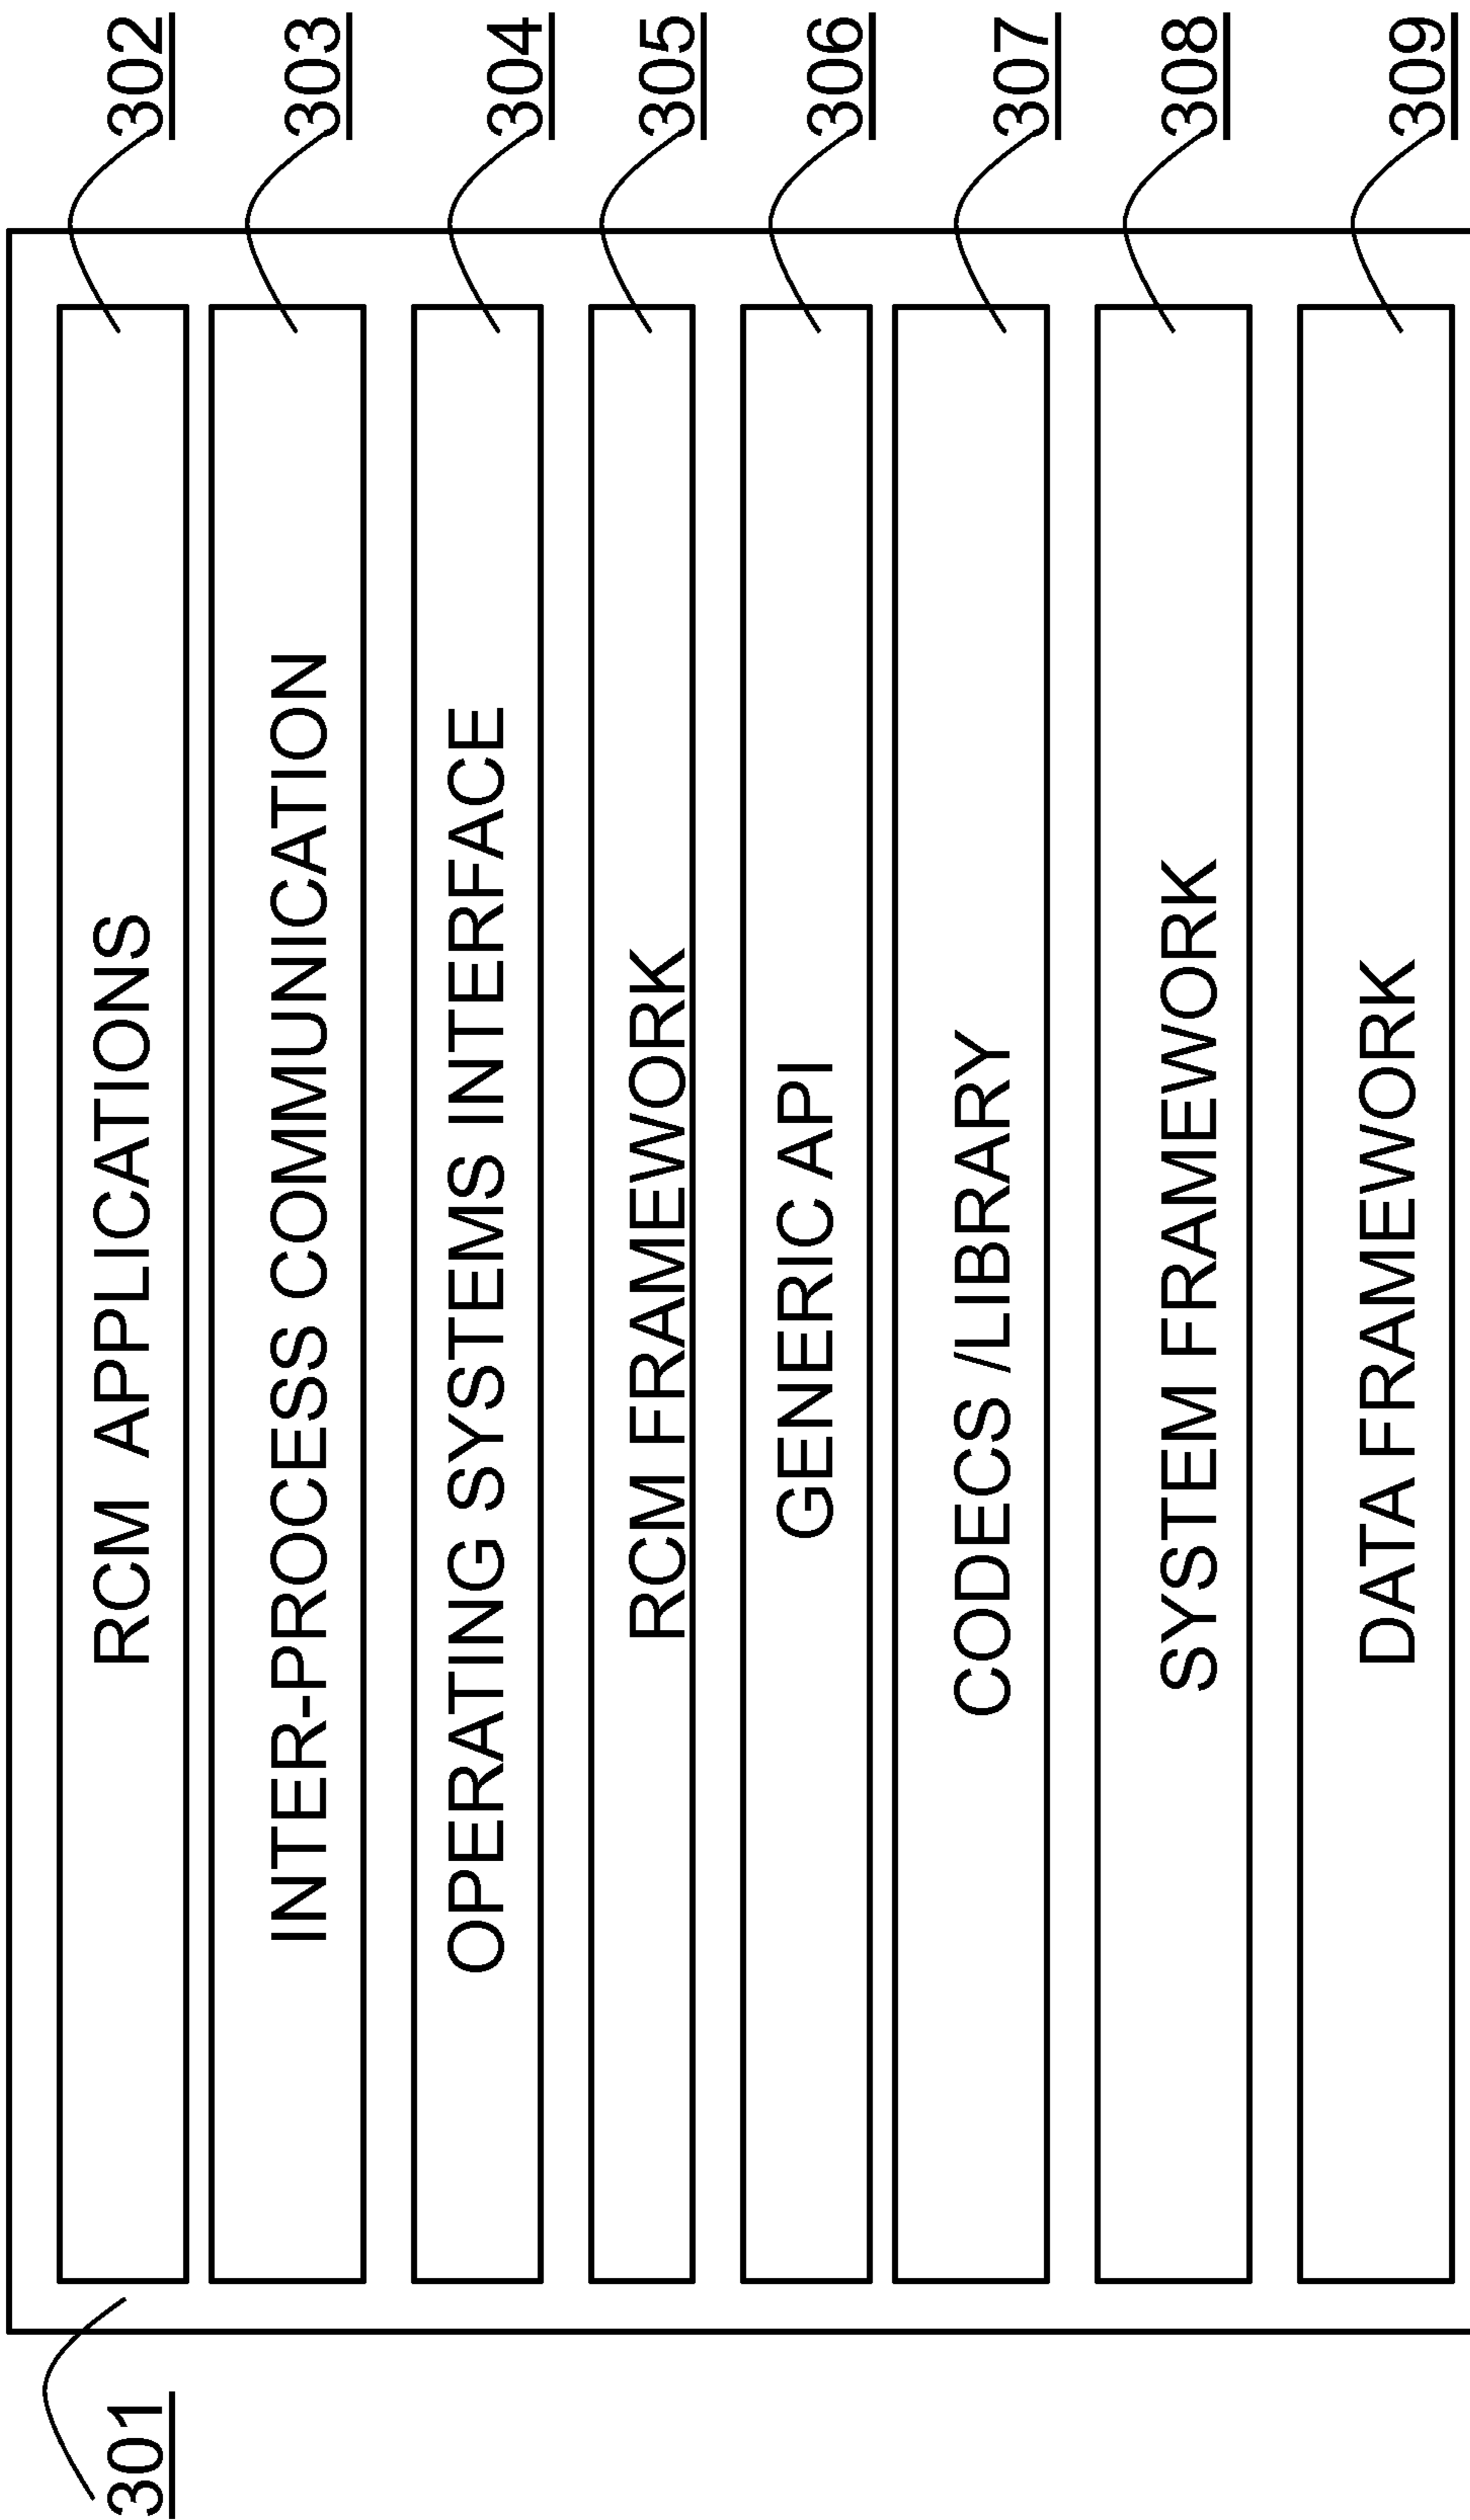 301
RCM APPLICATIONS
302
INTER-PROCESS COMMUNICATION
303
OPERATING SYSTEMS INTERFACE
304
RCM FRAMEWORK
305
GENERIC API
306
CODECS /LIBRARY
307
SYSTEM FRAMEWORK
308
DATA FRAMEWORK
309